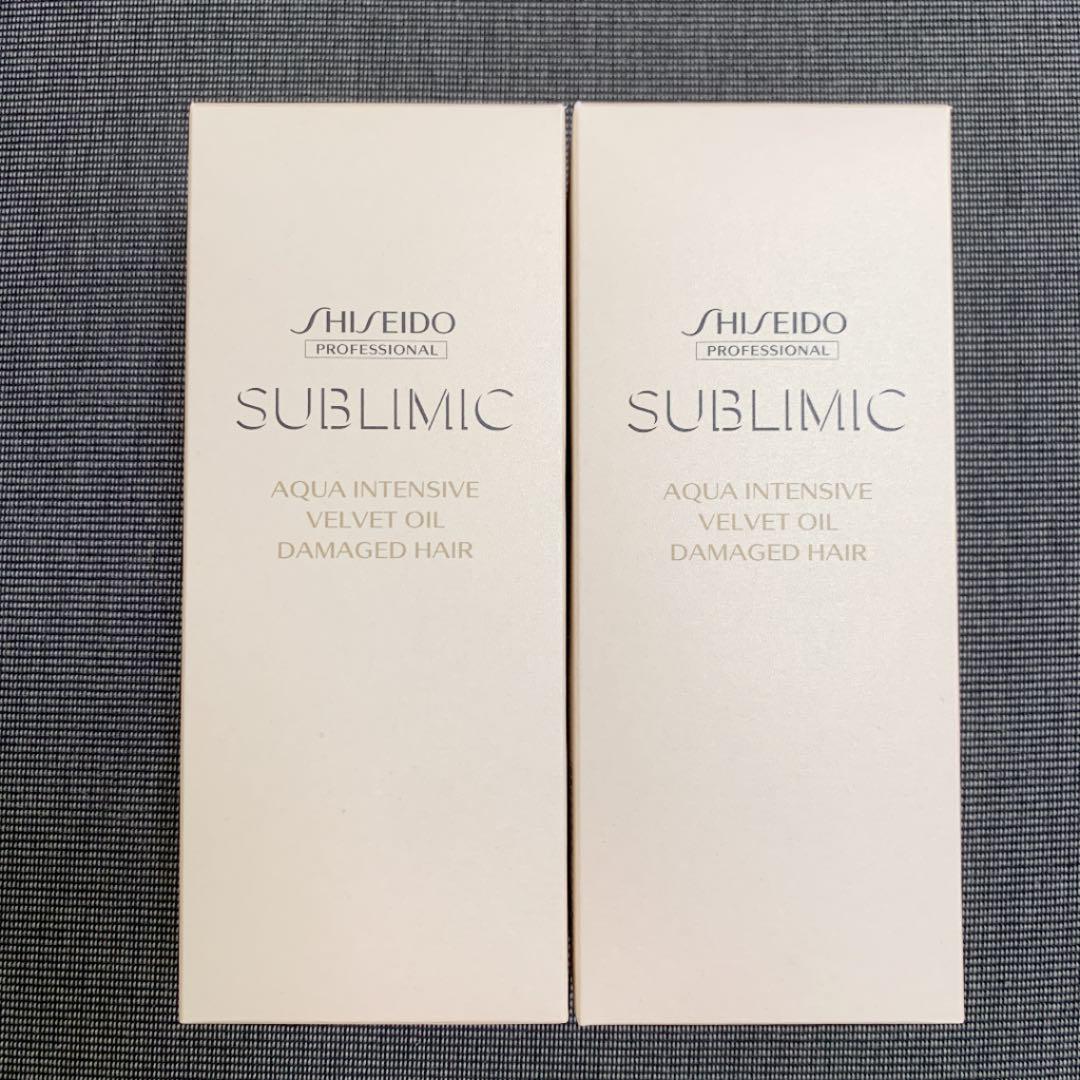 SHISEIDO
PROFESSIONAL
SUBLIMIC
AQUA INTENSIVE
VELVET OIL
DAMAGED HAIR
SHISEIDO
PROFESSIONAL
SUBLIMIC
AQUA INTENSIVE
VELVET OIL
DAMAGED HAIR